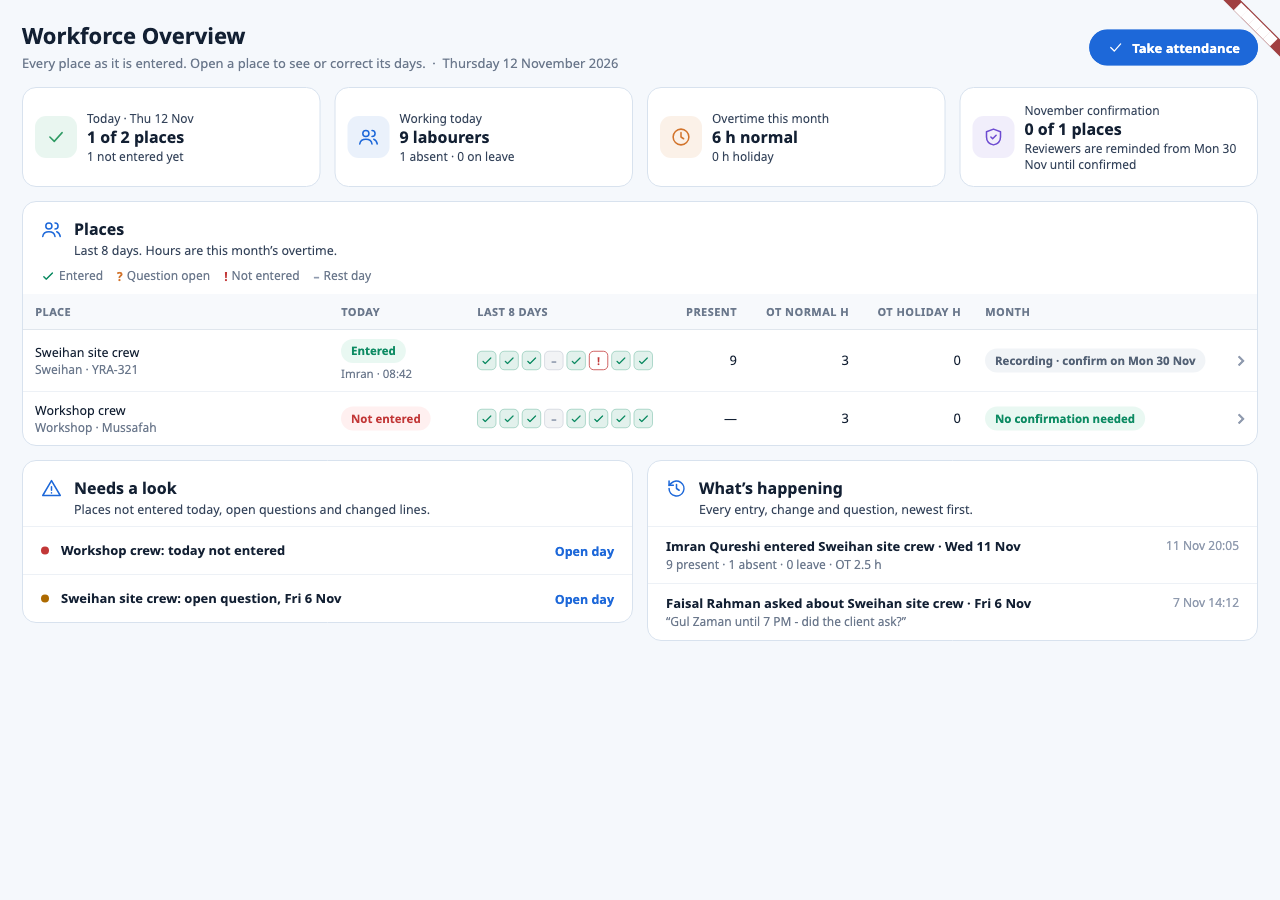 Workforce Overview
Every place as it is entered. Open a place to see or correct its days. · Thursday 12 November 2026
Take attendance
Today · Thu 12 Nov
1 of 2 places
1 not entered yet
Working today
9 labourers
1 absent · 0 on leave
Overtime this month
6 h normal
0 h holiday
November confirmation
0 of 1 places
Reviewers are reminded from Mon 30
Nov until confirmed
Places
Last 8 days. Hours are this month’s overtime.
Entered ? Question open ! Not entered – Rest day
PLACE TODAY LAST 8 DAYS PRESENT OT NORMAL H OT HOLIDAY H MONTH
Sweihan site crew
Sweihan · YRA-321
Entered
Imran · 08:42
– !
9 3 0 Recording · confirm on Mon 30 Nov
Workshop crew
Workshop · Mussafah
Not entered
–
— 3 0 No confirmation needed
Needs a look
Places not entered today, open questions and changed lines.
Workshop crew: today not entered Open day
Sweihan site crew: open question, Fri 6 Nov Open day
What’s happening
Every entry, change and question, newest first.
Imran Qureshi entered Sweihan site crew · Wed 11 Nov 11 Nov 20:05
9 present · 1 absent · 0 leave · OT 2.5 h
Faisal Rahman asked about Sweihan site crew · Fri 6 Nov 7 Nov 14:12
“Gul Zaman until 7 PM - did the client ask?”